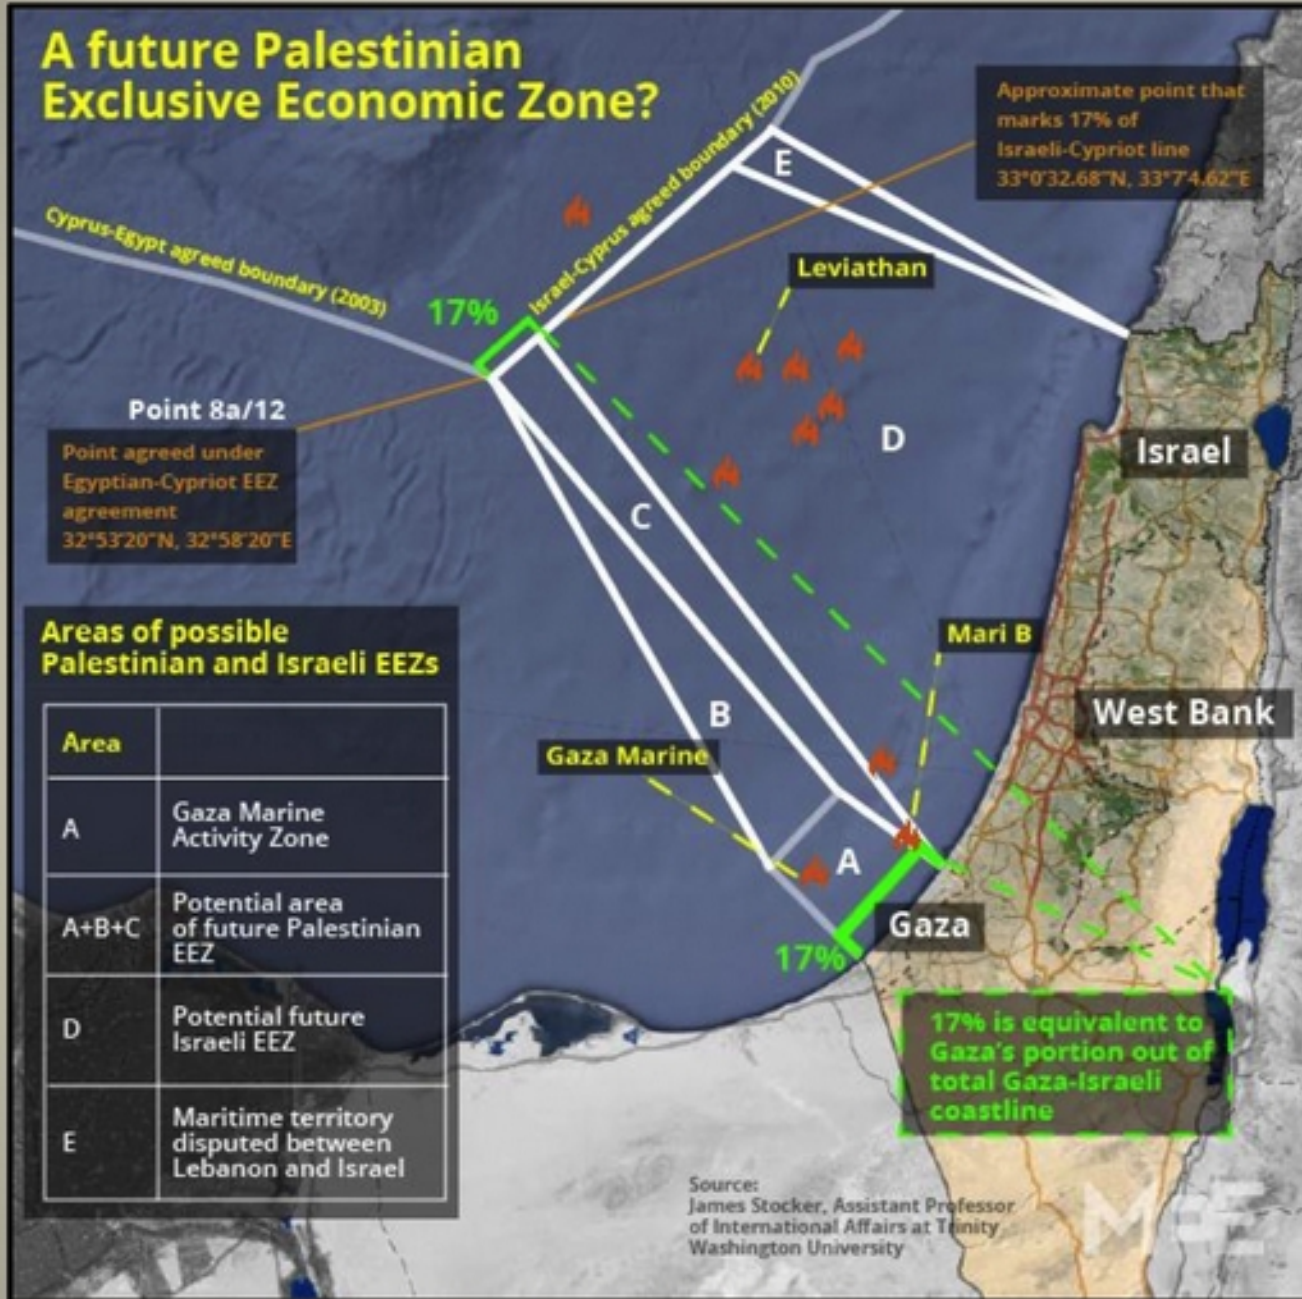 A future Palestinian
Exclusive Economic Zone?
Approximate point that
marks 17% of
Israeli-Cypriot line
33°0'32.68"N, 33°7'4.62"E
Israel-Cyprus agreed boundary (2010)
E
Cyprus-Egypt agreed boundary (2003)
17%
Leviathan
Point 8a/12
Point agreed under
Egyptian-Cypriot EEZ
agreement
32°53'20"N, 32°58'20"E
D
Israel
C
Areas of possible
Palestinian and Israeli EEZs
Mari B
West Bank
B
Gaza Marine
Area
A
Gaza Marine
Activity Zone
A+B+C
Potential area
of future Palestinian
EEZ
D
Potential future
Israeli EEZ
E
Maritime territory
disputed between
Lebanon and Israel
A
Gaza
17%
17% is equivalent to
Gaza's portion out of
total Gaza-Israeli
coastline
Source:
James Stocker, Assistant Professor
of International Affairs at Trinity
Washington University
MEE